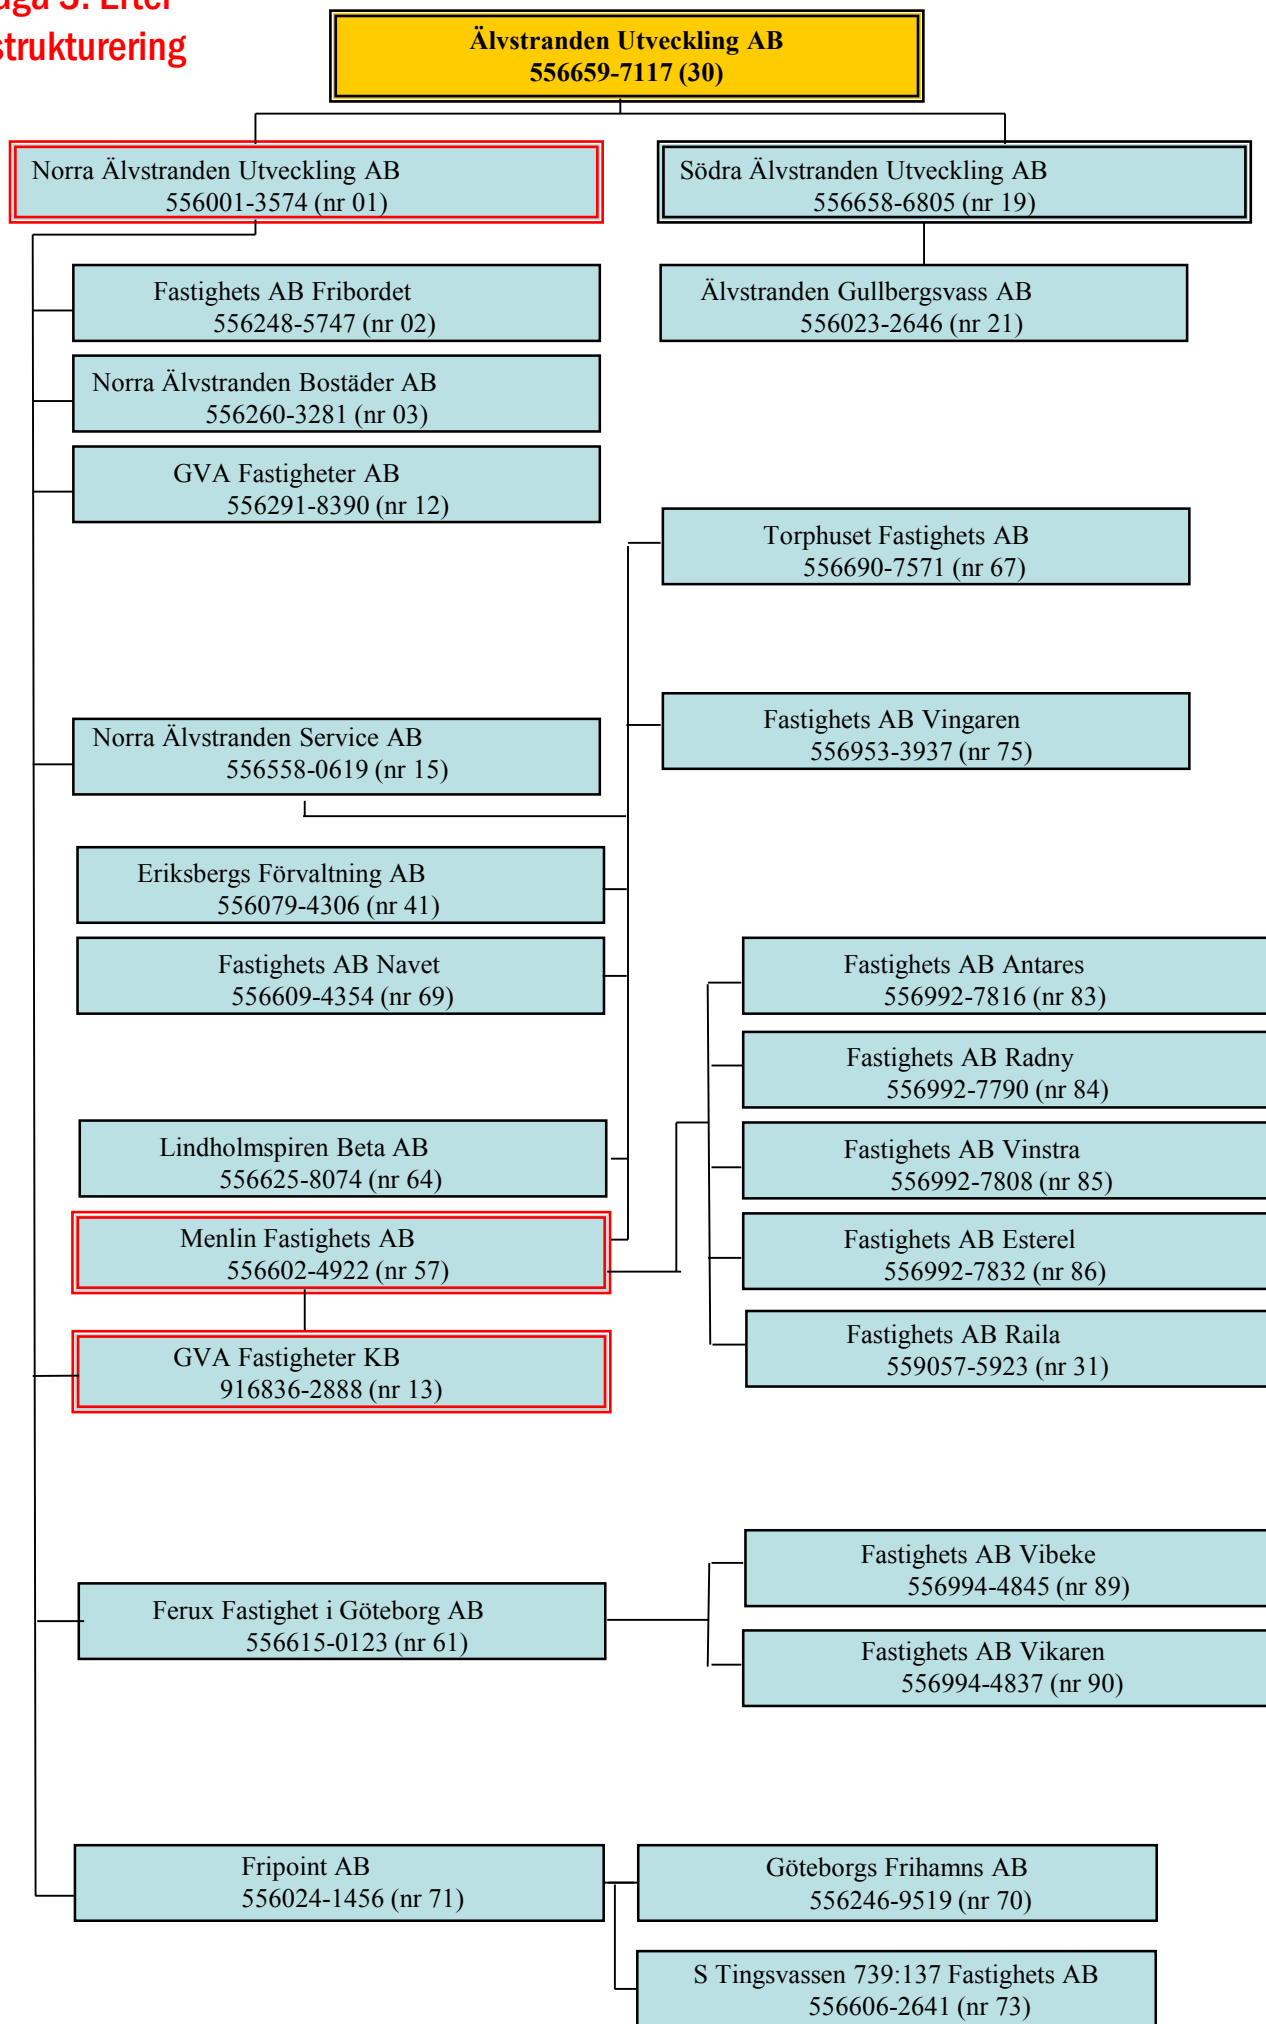 3. Efter
strukturering
Älvstranden Utveckling AB
556659-7117 (30)
Norra Älvstranden Utveckling AB
556001-3574 (nr 01)
Södra Älvstranden Utveckling AB
556658-6805 (nr 19)
Fastighets AB Fribordet
556248-5747 (nr 02)
Älvstranden Gullbergsvass AB
556023-2646 (nr 21)
Norra Älvstranden Bostäder AB
556260-3281 (nr 03)
GVA Fastigheter AB
556291-8390 (nr 12)
Torphuset Fastighets AB
556690-7571 (nr 67)
Fastighets AB Vingaren
556953-3937 (nr 75)
Norra Älvstranden Service AB
556558-0619 (nr 15)
Eriksbergs Förvaltning AB
556079-4306 (nr 41)
Fastighets AB Navet
556609-4354 (nr 69)
Fastighets AB Antares
556992-7816 (nr 83)
Fastighets AB Radny
556992-7790 (nr 84)
Lindholmspiren Beta AB
556625-8074 (nr 64)
Fastighets AB Vinstra
556992-7808 (nr 85)
Menlin Fastighets AB
556602-4922 (nr 57)
Fastighets AB Esterel
556992-7832 (nr 86)
GVA Fastigheter KB
916836-2888 (nr 13)
Fastighets AB Raila
559057-5923 (nr 31)
Fastighets AB Vibeke
556994-4845 (nr 89)
Ferux Fastighet i Göteborg AB
556615-0123 (nr 61)
Fastighets AB Vikaren
556994-4837 (nr 90)
Fripoint AB
556024-1456 (nr 71)
Göteborgs Frihamns AB
556246-9519 (nr 70)
S Tingsvassen 739:137 Fastighets AB
556606-2641 (nr 73)